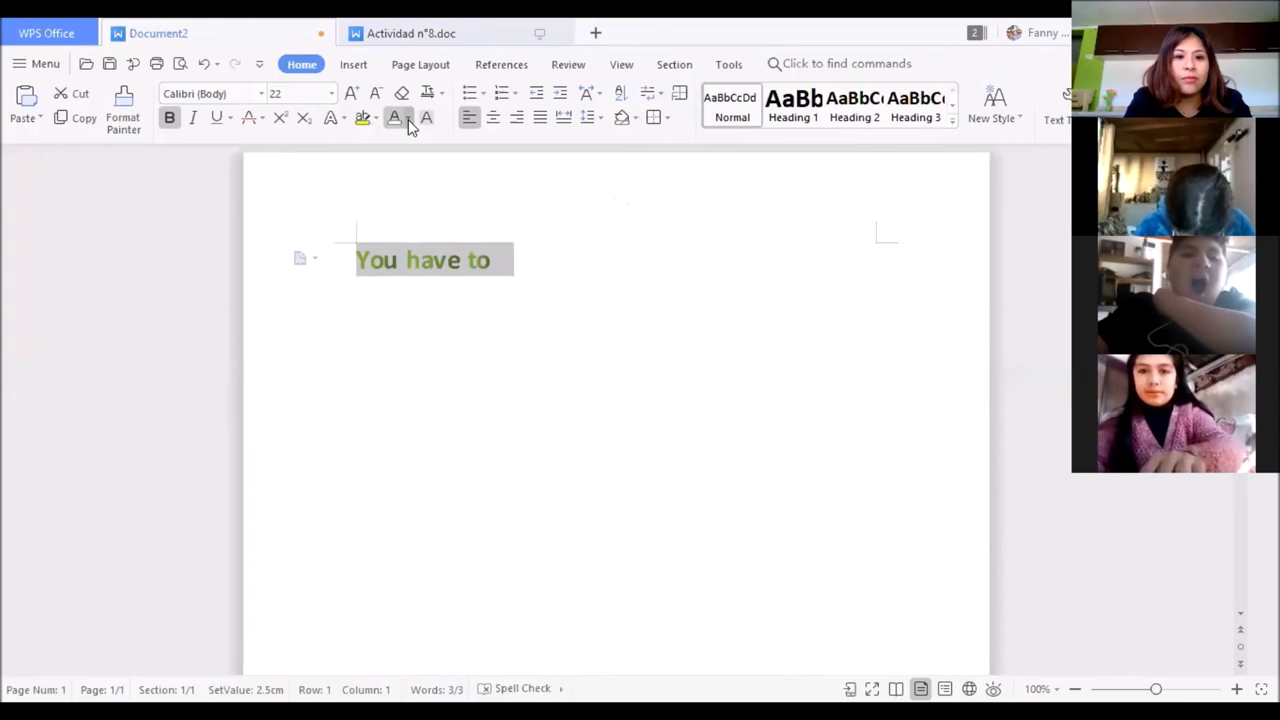 WPS Office
Document2
Actividad n°8.doc
2
Fanny ...
Menu
Home
Insert
Page Layout
References
Review
View
Section
Tools
Click to find commands
Paste
Cut
Copy
Format
Painter
Calibri (Body)
22
AaBbCcDd
Normal
AaBb
Heading 1
AaBbC
Heading 2
AaBbC
Heading 3
New Style
Text T
You have to
Page Num: 1
Page: 1/1
Section: 1/1
SetValue: 2.5cm
Row: 1
Column: 1
Words: 3/3
Spell Check
100%